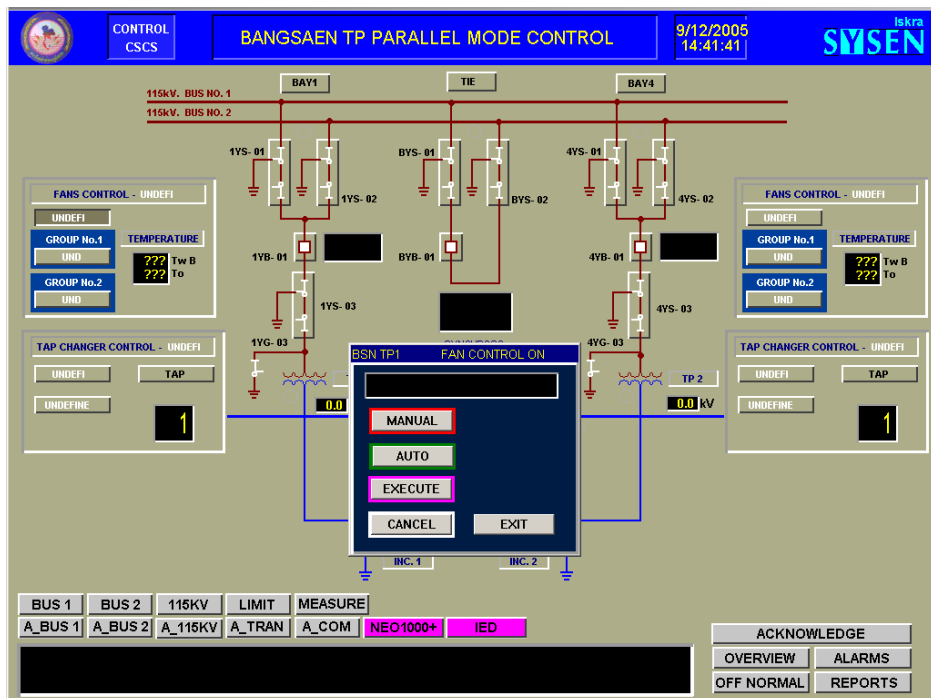 CONTROL
CSCS
BANGSAEN TP PARALLEL MODE CONTROL
9/12/2005
14:41:41
Iskra
SYSEN
BAY1
TIE
BAY4
115kV. BUS NO. 1
115kV. BUS NO. 2
1YS- 01
BYS- 01
4YS- 01
1YS- 02
BYS- 02
4YS- 02
FANS CONTROL - UNDEFI
UNDEFI
GROUP No.1
UND
TEMPERATURE
??? Tw B
??? To
GROUP No.2
UND
1YB- 01
BYB- 01
4YB- 01
FANS CONTROL - UNDEFI
UNDEFI
GROUP No.1
UND
TEMPERATURE
??? Tw B
??? To
GROUP No.2
UND
1YS- 03
4YS- 03
1YG- 03
4YG- 03
TAP CHANGER CONTROL - UNDEFI
UNDEFI
TAP
UNDEFINE
1
TAP CHANGER CONTROL - UNDEFI
UNDEFI
TAP
UNDEFINE
1
0.0
TP 2
0.0 kV
BSN TP1 FAN CONTROL ON
MANUAL
AUTO
EXECUTE
CANCEL
EXIT
INC. 1
INC. 2
BUS 1
BUS 2
115KV
LIMIT
MEASURE
A_BUS 1
A_BUS 2
A_115KV
A_TRAN
A_COM
NEO1000+
IED
ACKNOWLEDGE
OVERVIEW
ALARMS
OFF NORMAL
REPORTS